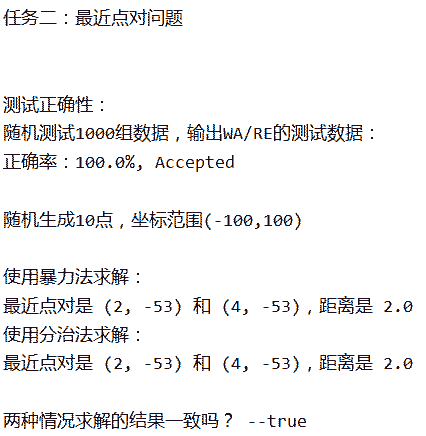 任务二：最近点对问题
测试正确性：
随机测试1000组数据，输出WA/RE的测试数据：
正确率：100.0%, Accepted
随机生成10点，坐标范围(-100,100)
使用暴力法求解：
最近点对是 (2, -53) 和 (4, -53)，距离是 2.0
使用分治法求解：
最近点对是 (2, -53) 和 (4, -53)，距离是 2.0
两种情况求解的结果一致吗？ --true